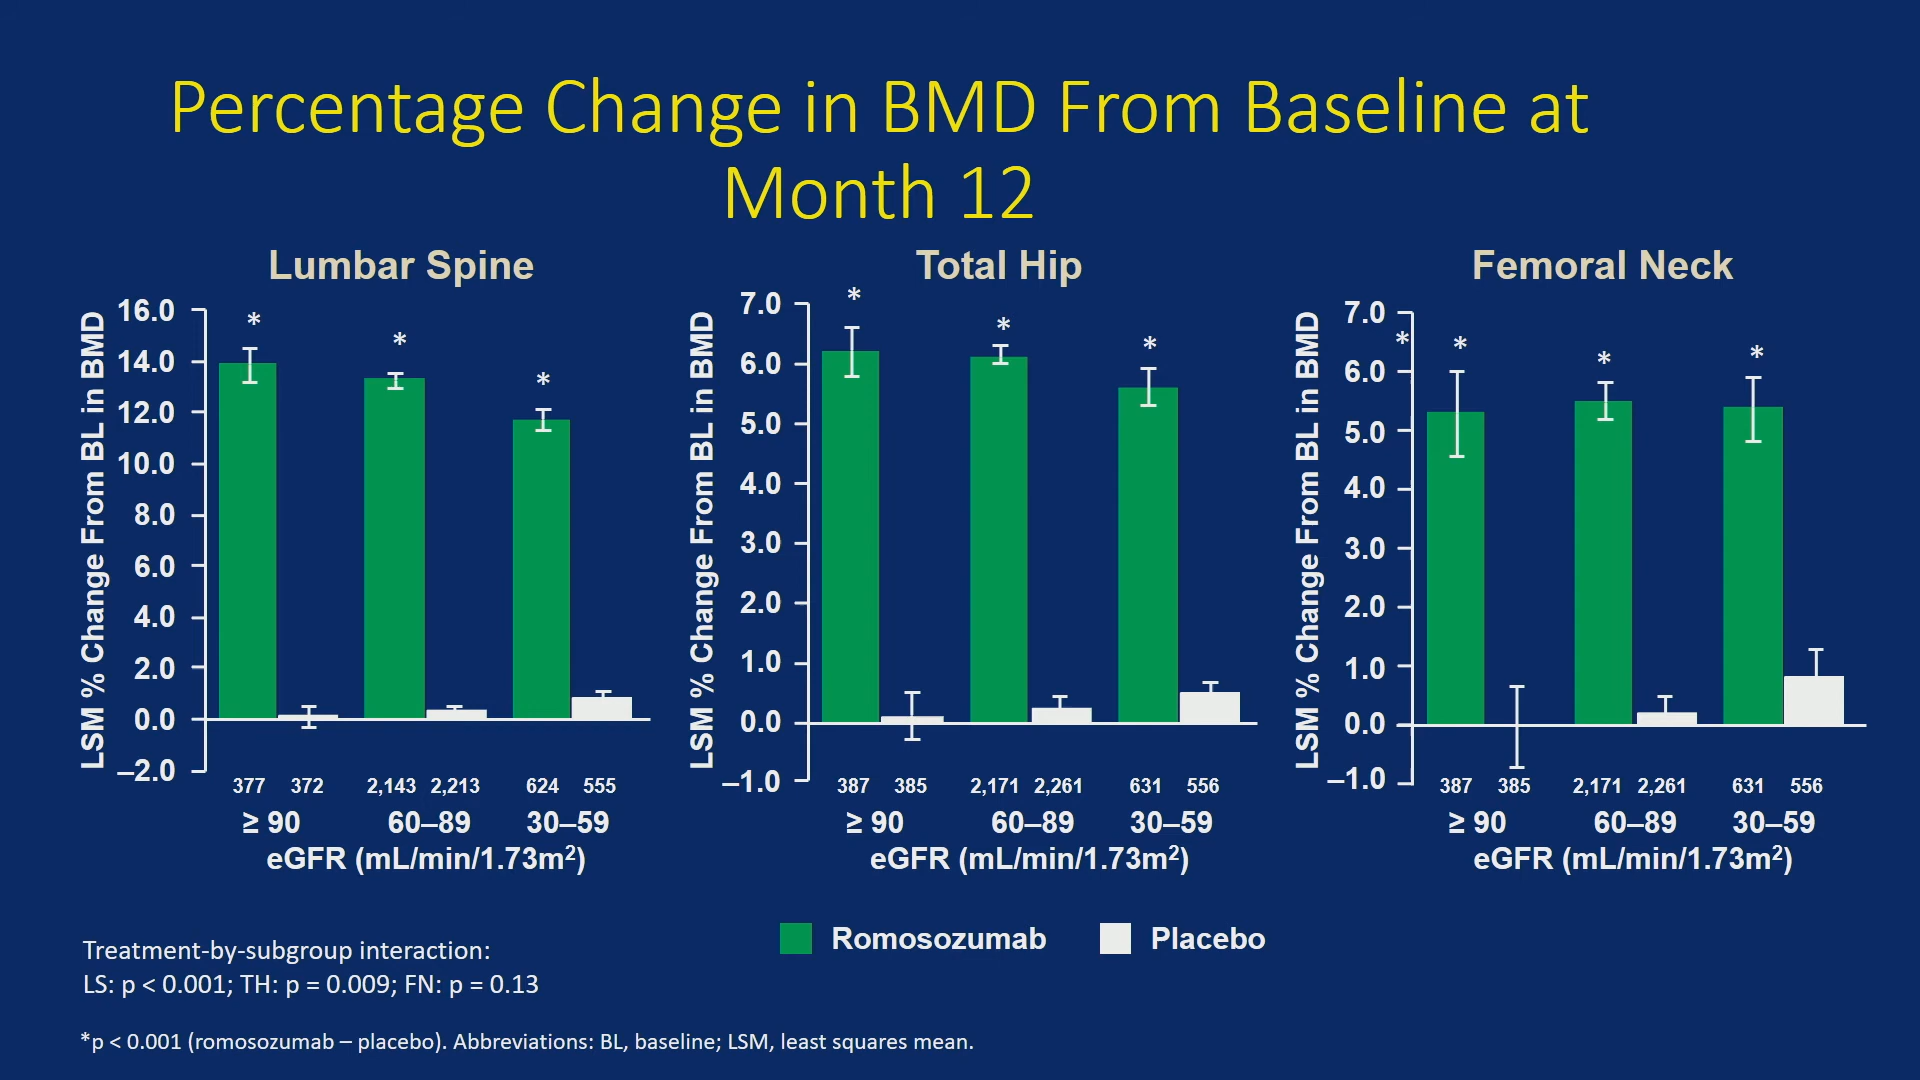 Percentage Change in BMD From Baseline at
Month 12
Lumbar Spine
LSM % Change From BL in BMD
16.0
14.0
12.0
10.0
8.0
6.0
4.0
2.0
0.0
–2.0
* * *
377 372 2,143 2,213 624 555
≥ 90 60–89 30–59
eGFR (mL/min/1.73m²)
Total Hip
LSM % Change From BL in BMD
7.0
6.0
5.0
4.0
3.0
2.0
1.0
0.0
–1.0
* * *
387 385 2,171 2,261 631 556
≥ 90 60–89 30–59
eGFR (mL/min/1.73m²)
Femoral Neck
LSM % Change From BL in BMD
7.0
6.0
5.0
4.0
3.0
2.0
1.0
0.0
–1.0
* * * *
387 385 2,171 2,261 631 556
≥ 90 60–89 30–59
eGFR (mL/min/1.73m²)
Romosozumab Placebo
Treatment-by-subgroup interaction:
LS: p < 0.001; TH: p = 0.009; FN: p = 0.13
*p < 0.001 (romosozumab – placebo). Abbreviations: BL, baseline; LSM, least squares mean.